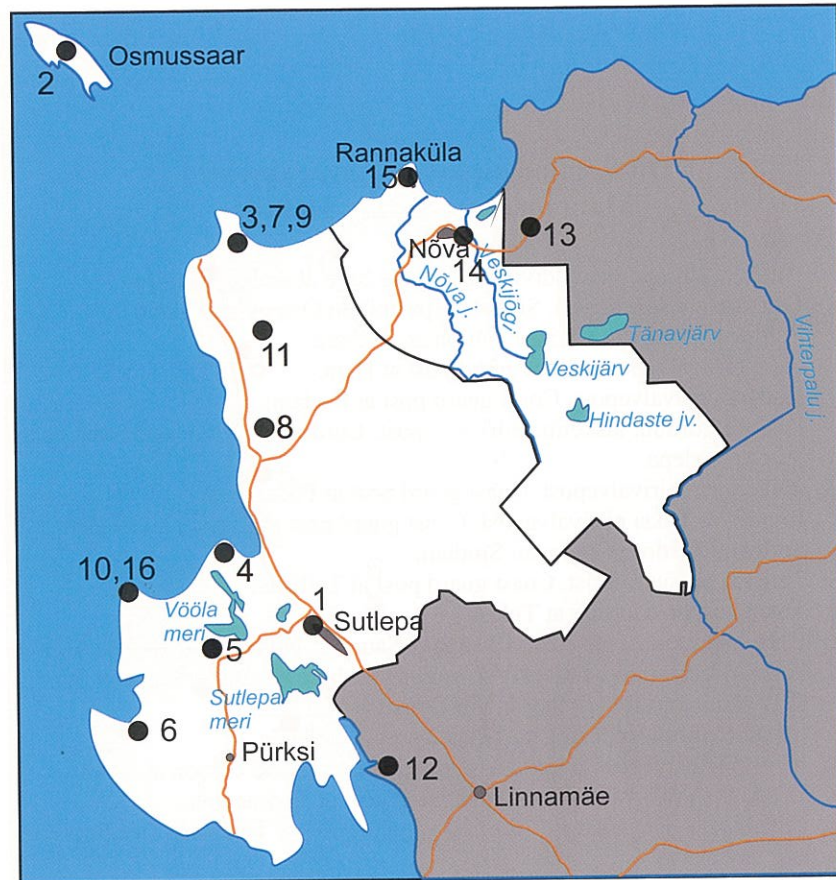 Osmussaar
2
Rannaküla
15
3,7,9
13
Nõva
14
Nõva j.
Veskijõgi
Tänavjärv
Vihterpalu j.
11
Veskijärv
Hindaste jv.
8
4
10,16
1
Vööla
meri
Sutlepa
5
Sutlepa
meri
6
Pürksi
12
Linnamäe